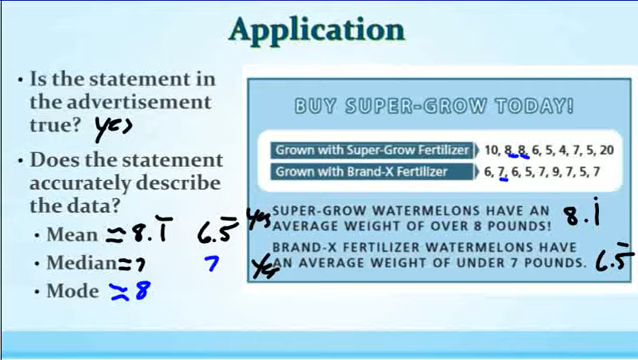 Application
• Is the statement in
the advertisement
true? yes
• Does the statement
accurately describe
the data?
• Mean ≈ 8.1̅ 6.5̅
• Median = 7 7
• Mode ≈ 8
BUY SUPER-GROW TODAY!
Grown with Super-Grow Fertilizer 10, 8, 8, 6, 5, 4, 7, 5, 20
Grown with Brand-X Fertilizer 6, 7, 6, 5, 7, 9, 7, 5, 7
yes SUPER-GROW WATERMELONS HAVE AN
AVERAGE WEIGHT OF OVER 8 POUNDS! 8.1̅
BRAND-X FERTILIZER WATERMELONS HAVE
yes AN AVERAGE WEIGHT OF UNDER 7 POUNDS. 6.5̅